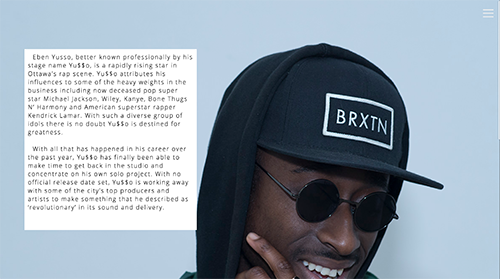 Eben Yusso, better known professionally by his
stage name Yu$$o, is a rapidly rising star in
Ottawa's rap scene. Yu$$o attributes his
influences to some of the heavy weights in the
business including now deceased pop super
star Michael Jackson, Wiley, Kanye, Bone Thugs
N' Harmony and American superstar rapper
Kendrick Lamar. With such a diverse group of
idols there is no doubt Yu$$o is destined for
greatness.
With all that has happened in his career over
the past year, Yu$$o has finally been able to
make time to get back in the studio and
concentrate on his own solo project. With no
official release date set, Yu$$o is working away
with some of the city's top producers and
artists to make something that he described as
'revolutionary' in its sound and delivery.
BRXTN